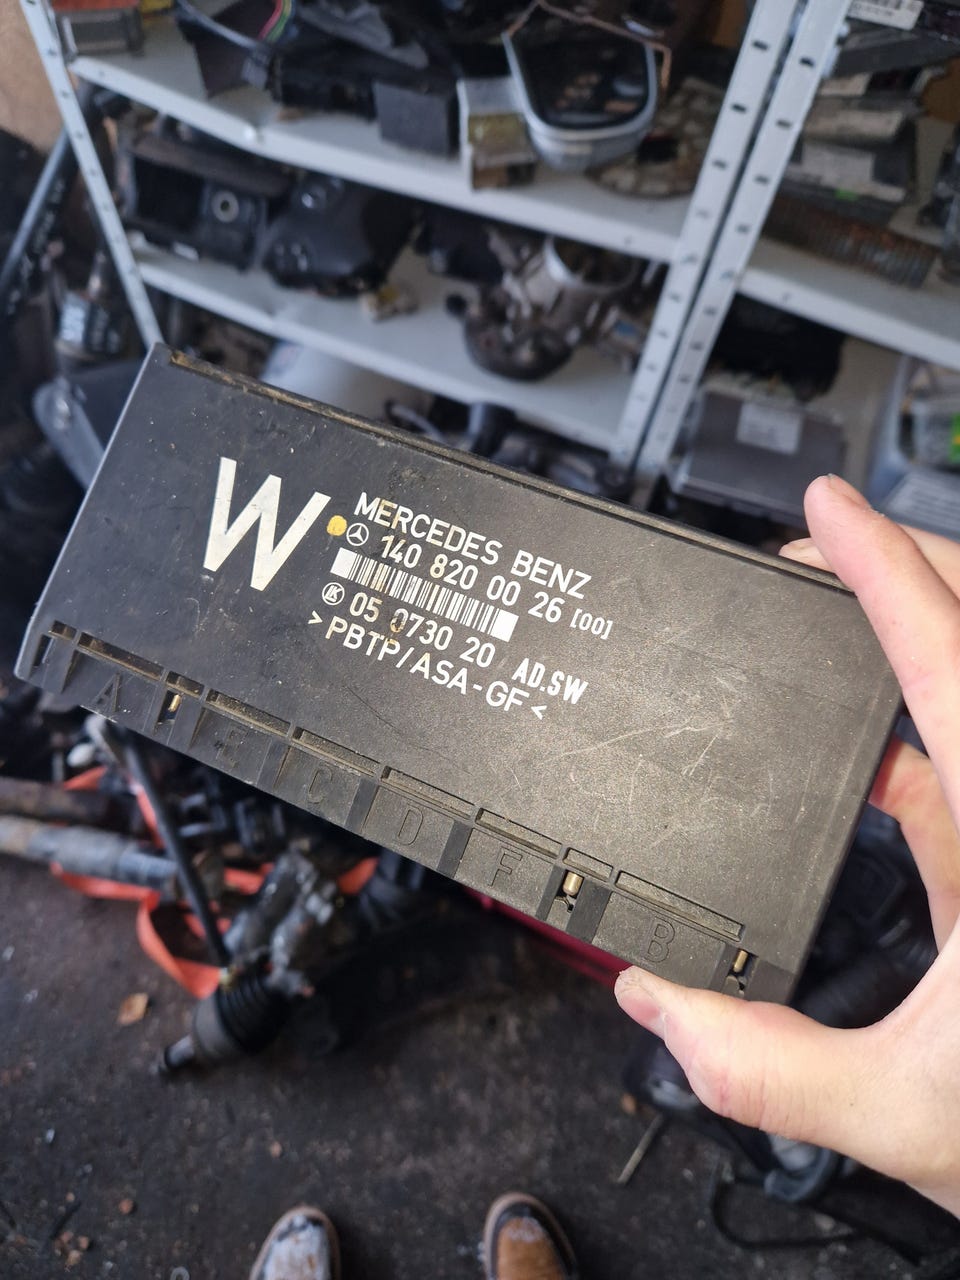 W
MERCEDES BENZ
140 820 00 26 [00]
05 0730 20 AD.SW
>PBTP/ASA-GF<
A E C D F B